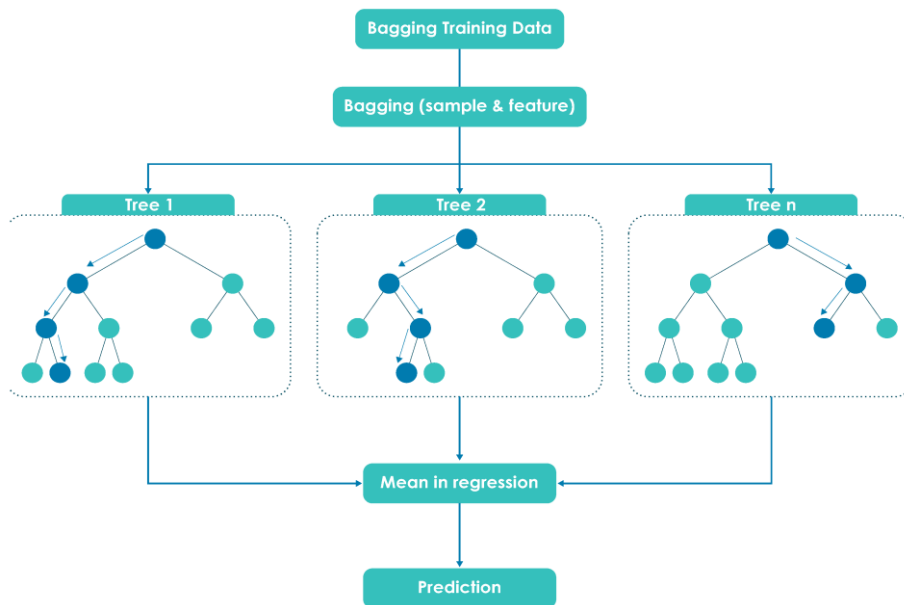 Bagging Training Data
Bagging (sample & feature)
Tree 1
Tree 2
Tree n
Mean in regression
Prediction